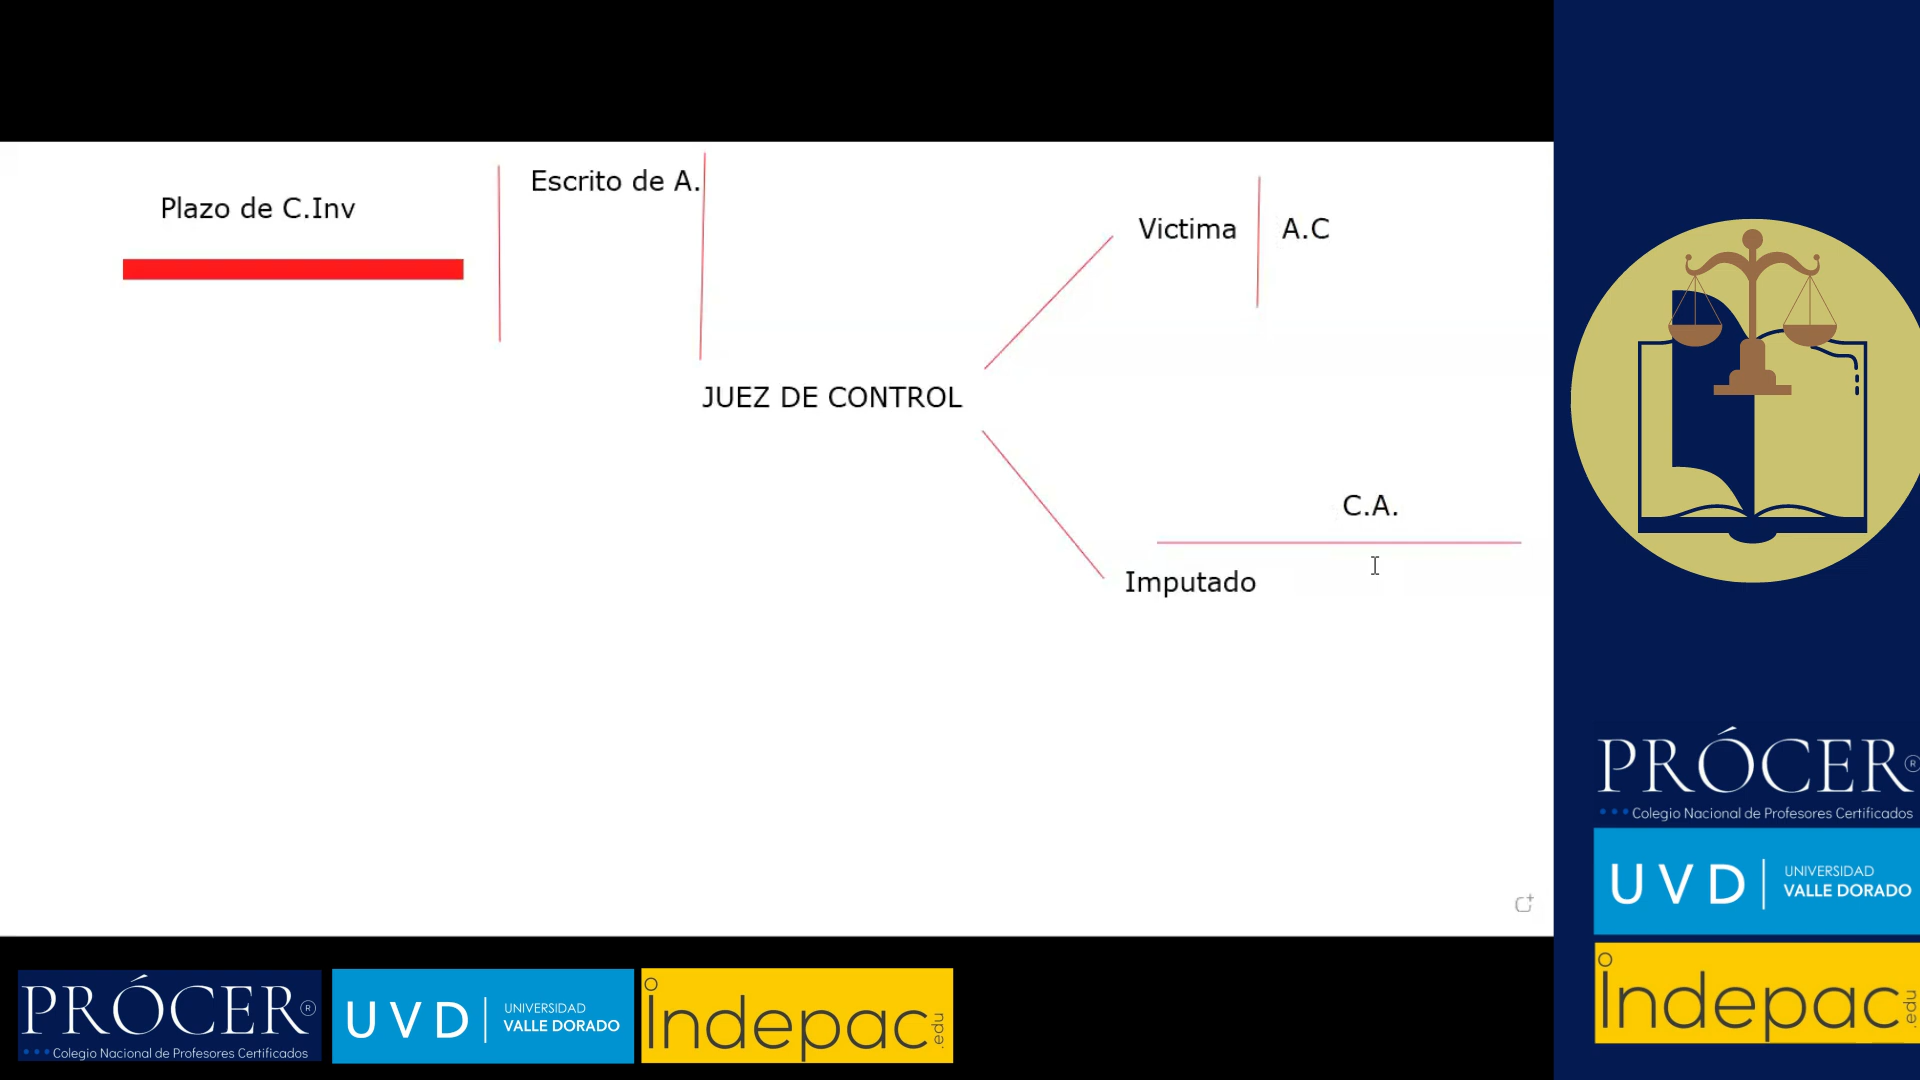 Plazo de C.Inv
Escrito de A.
Victima
A.C
JUEZ DE CONTROL
C.A.
Imputado
PRÓCER®
Colegio Nacional de Profesores Certificados
UVD
UNIVERSIDAD
VALLE DORADO
indepac.edu
PRÓCER®
Colegio Nacional de Profesores Certificados
UVD
UNIVERSIDAD
VALLE DORADO
indepac.edu